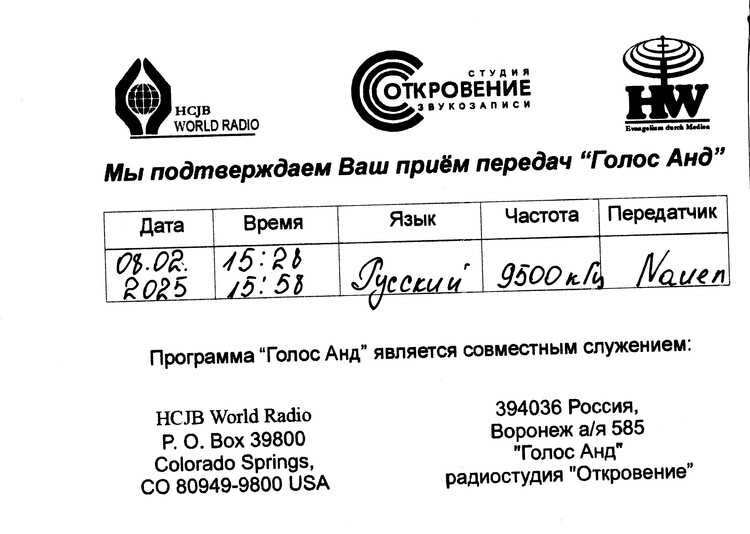 HCJB
WORLD RADIO
СТУДИЯ
ОТКРОВЕНИЕ
ЗВУКОЗАПИСИ
HW
Evangelium durch Medien
Мы подтверждаем Ваш приём передач “Голос Анд”
Дата Время Язык Частота Передатчик
08.02. 15:28
2025 15:58 Русский 9500 кГц Nauen
Программа “Голос Анд” является совместным служением:
HCJB World Radio
P. O. Box 39800
Colorado Springs,
CO 80949-9800 USA
394036 Россия,
Воронеж а/я 585
"Голос Анд"
радиостудия "Откровение”